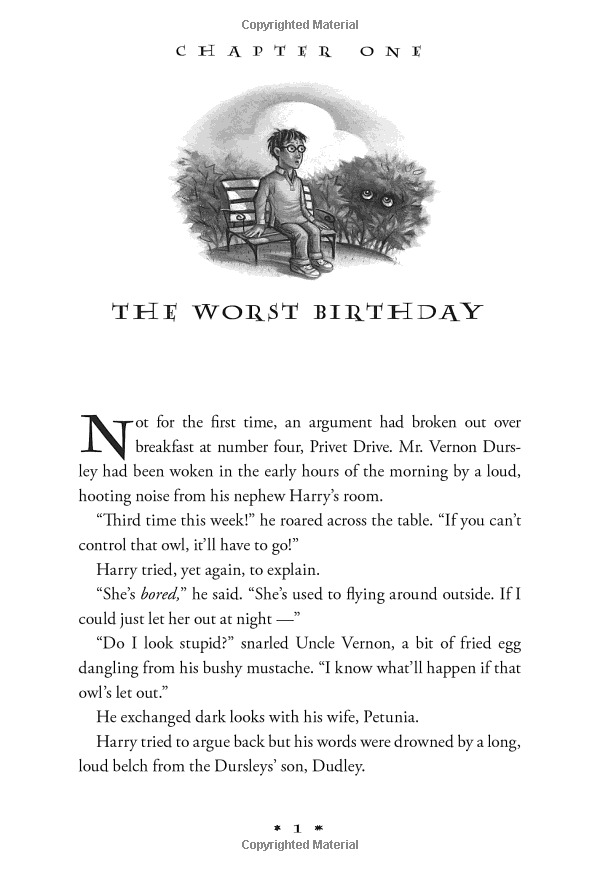 Copyrighted Material
CHAPTER ONE
THE WORST BIRTHDAY
Not for the first time, an argument had broken out over
breakfast at number four, Privet Drive. Mr. Vernon Durs-
ley had been woken in the early hours of the morning by a loud,
hooting noise from his nephew Harry’s room.
“Third time this week!” he roared across the table. “If you can’t
control that owl, it’ll have to go!”
Harry tried, yet again, to explain.
“She’s bored,” he said. “She’s used to flying around outside. If I
could just let her out at night —”
“Do I look stupid?” snarled Uncle Vernon, a bit of fried egg
dangling from his bushy mustache. “I know what’ll happen if that
owl’s let out.”
He exchanged dark looks with his wife, Petunia.
Harry tried to argue back but his words were drowned by a long,
loud belch from the Dursleys’ son, Dudley.
* 1 *
Copyrighted Material